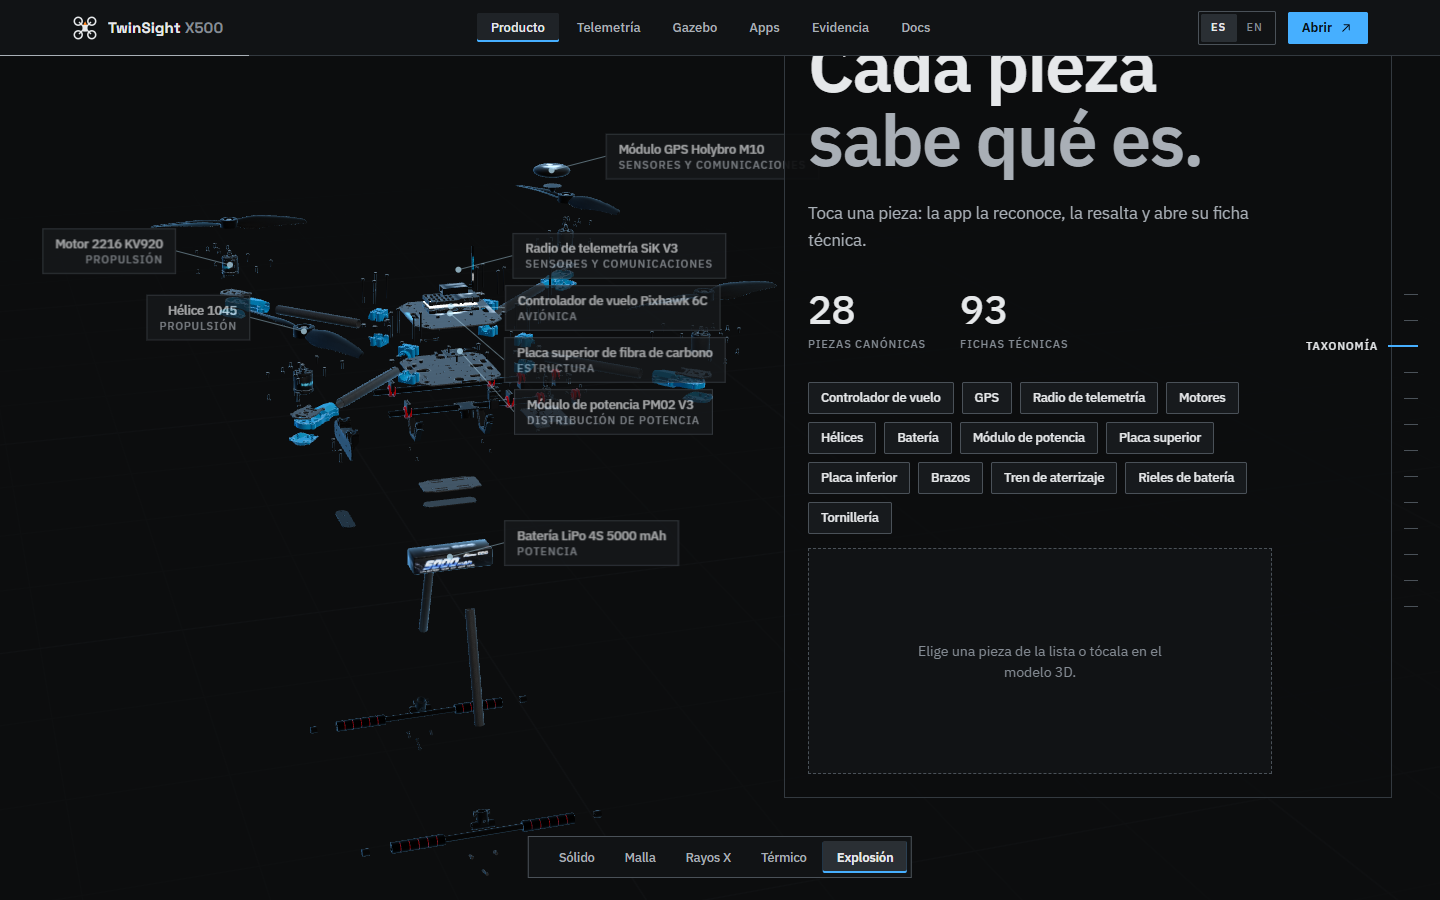 TwinSight X500
Producto
Telemetría
Gazebo
Apps
Evidencia
Docs
ES
EN
Abrir
Cada pieza
sabe qué es.
Toca una pieza: la app la reconoce, la resalta y abre su ficha
técnica.
28
PIEZAS CANÓNICAS
93
FICHAS TÉCNICAS
Controlador de vuelo
GPS
Radio de telemetría
Motores
Hélices
Batería
Módulo de potencia
Placa superior
Placa inferior
Brazos
Tren de aterrizaje
Rieles de batería
Tornillería
Elige una pieza de la lista o tócala en el
modelo 3D.
TAXONOMÍA
Módulo GPS Holybro M10
SENSORES Y COMUNICACIONES
Motor 2216 KV920
PROPULSIÓN
Radio de telemetría SiK V3
SENSORES Y COMUNICACIONES
Hélice 1045
PROPULSIÓN
Controlador de vuelo Pixhawk 6C
AVIÓNICA
Placa superior de fibra de carbono
ESTRUCTURA
Módulo de potencia PM02 V3
DISTRIBUCIÓN DE POTENCIA
Batería LiPo 4S 5000 mAh
POTENCIA
5000
Sólido
Malla
Rayos X
Térmico
Explosión